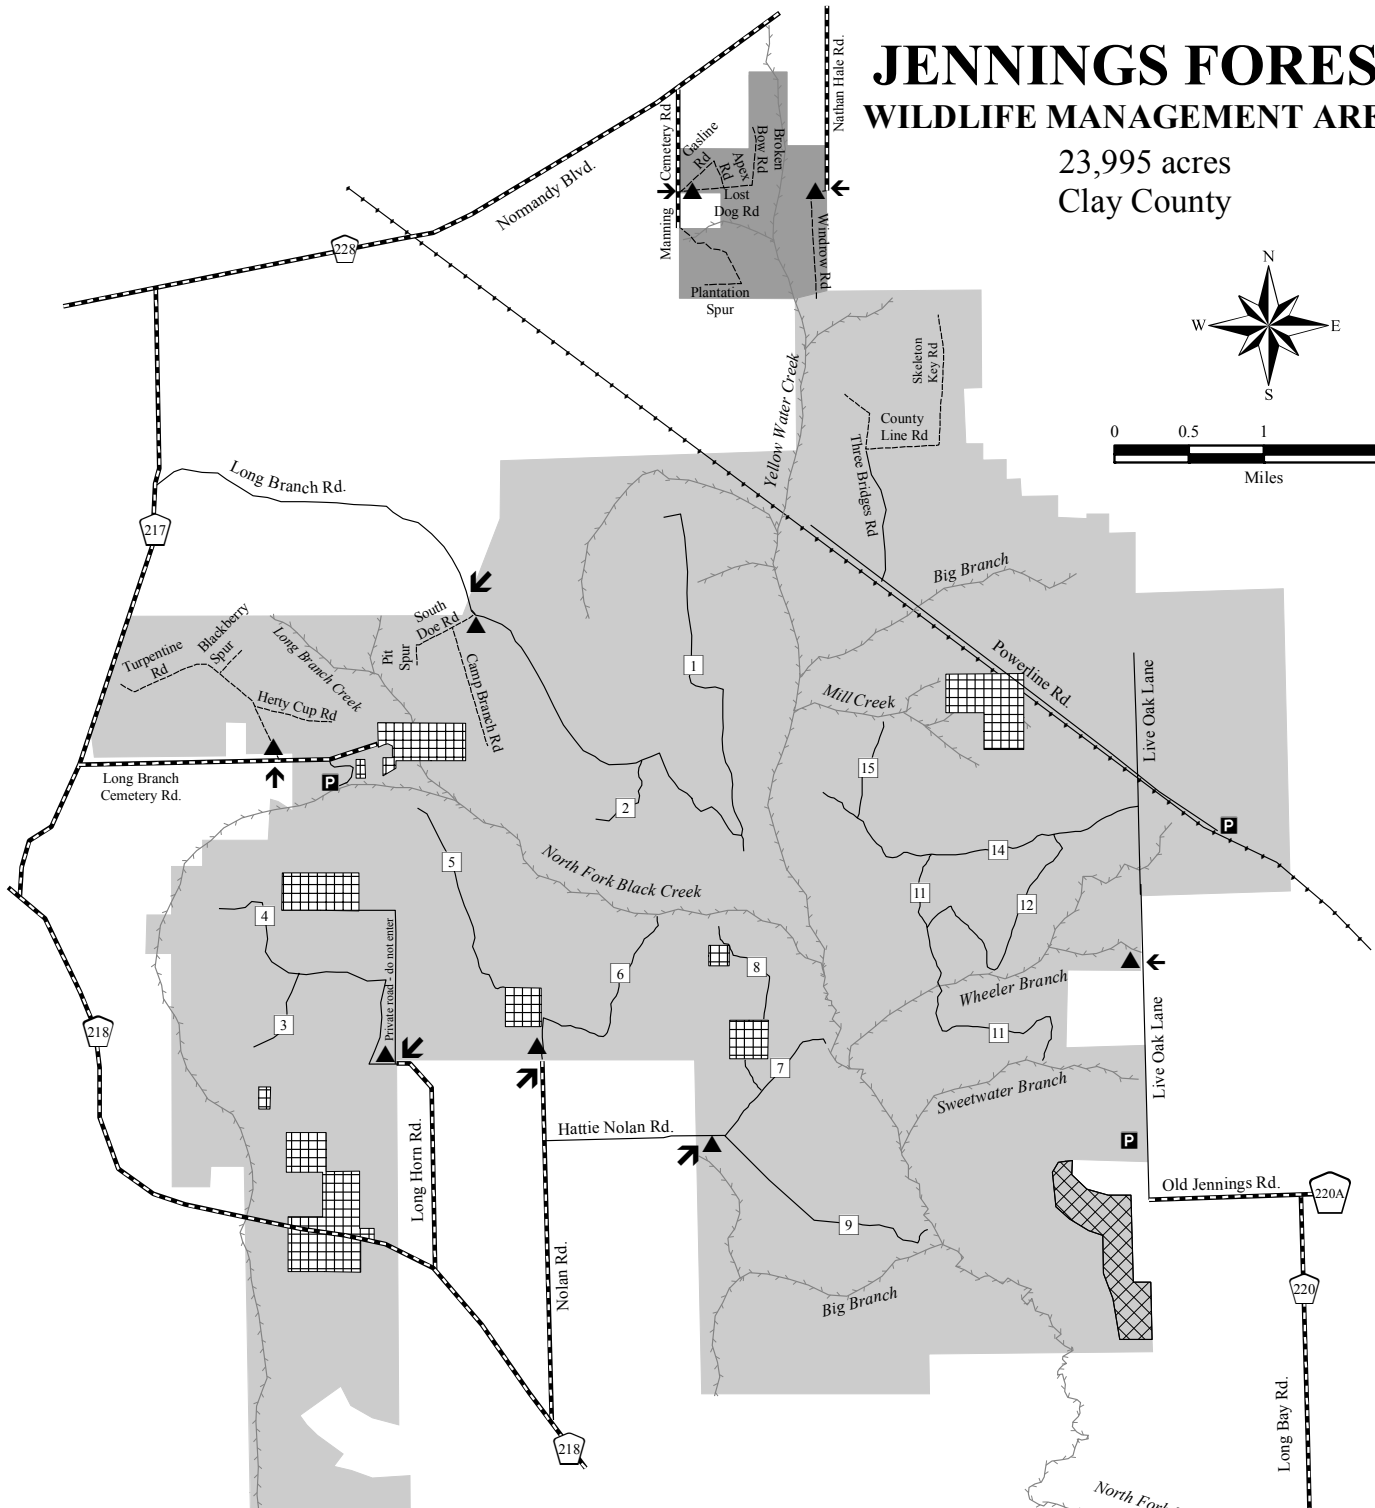 JENNINGS FORES
WILDLIFE MANAGEMENT ARE
23,995 acres
Clay County
N
W
E
S
0
0.5
1
Miles
Nathan Hale Rd.
Manning Cemetery Rd
Gasline
Rd
Apex
Rd
Broken
Bow Rd
Lost
Dog Rd
Windrow Rd
Plantation
Spur
Normandy Blvd.
228
Yellow Water Creek
Skeleton
Key Rd
County
Line Rd
Three Bridges Rd
Long Branch Rd.
217
Big Branch
South
Doe Rd
Pit
Spur
Camp Branch Rd
Turpentine
Rd
Blackberry
Spur
Long Branch Creek
Herty Cup Rd
1
Powerline Rd.
Mill Creek
Live Oak Lane
15
Long Branch
Cemetery Rd.
P
2
P
5
North Fork Black Creek
14
11
12
4
Private road - do not enter
6
8
Wheeler Branch
3
218
11
Live Oak Lane
7
Sweetwater Branch
Hattie Nolan Rd.
P
Long Horn Rd.
Old Jennings Rd.
220A
9
Nolan Rd.
Big Branch
220
Long Bay Rd.
218
North Fork